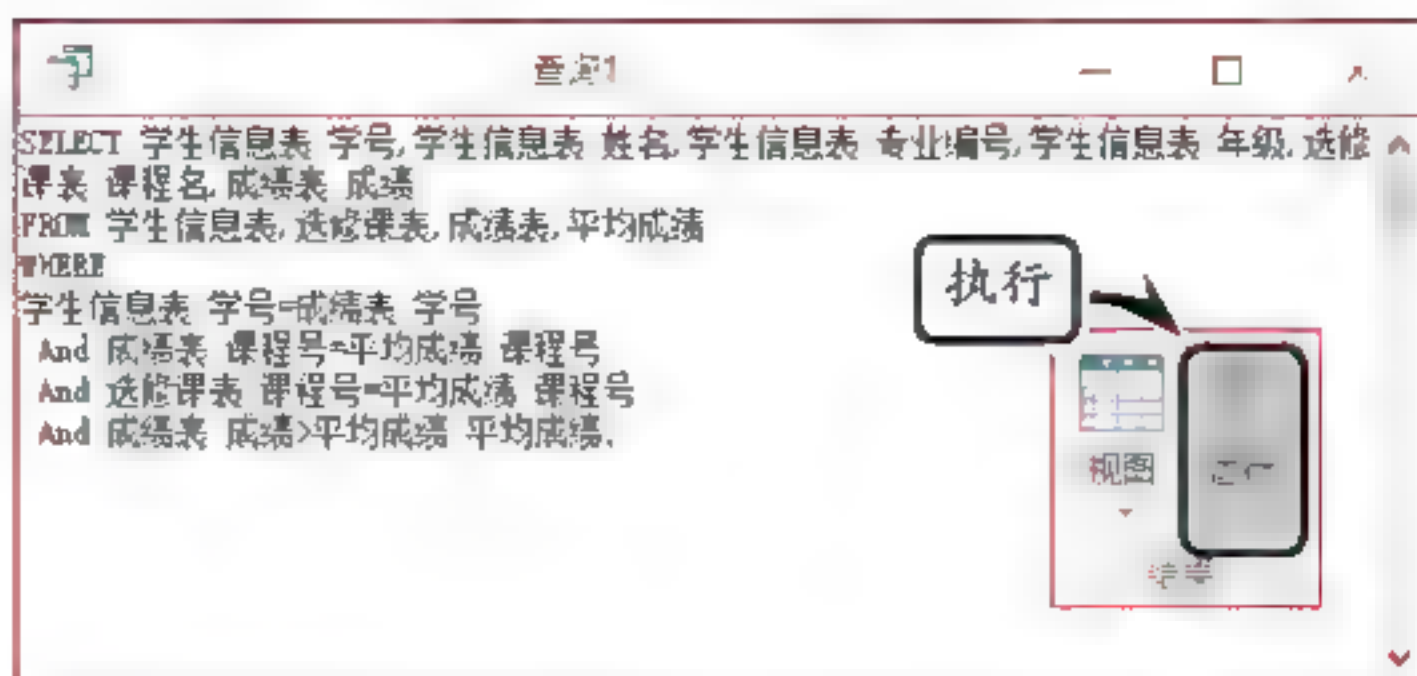 查询1
SELECT 学生信息表 学号,学生信息表 姓名,学生信息表 专业编号,学生信息表 年级,选修
课表 课程名,成绩表 成绩
FROM 学生信息表,选修课表,成绩表,平均成绩
WHERE
学生信息表 学号=成绩表 学号
And 成绩表 课程号=平均成绩 课程号
And 选修课表 课程号=平均成绩 课程号
And 成绩表 成绩>平均成绩 平均成绩;
执行
视图